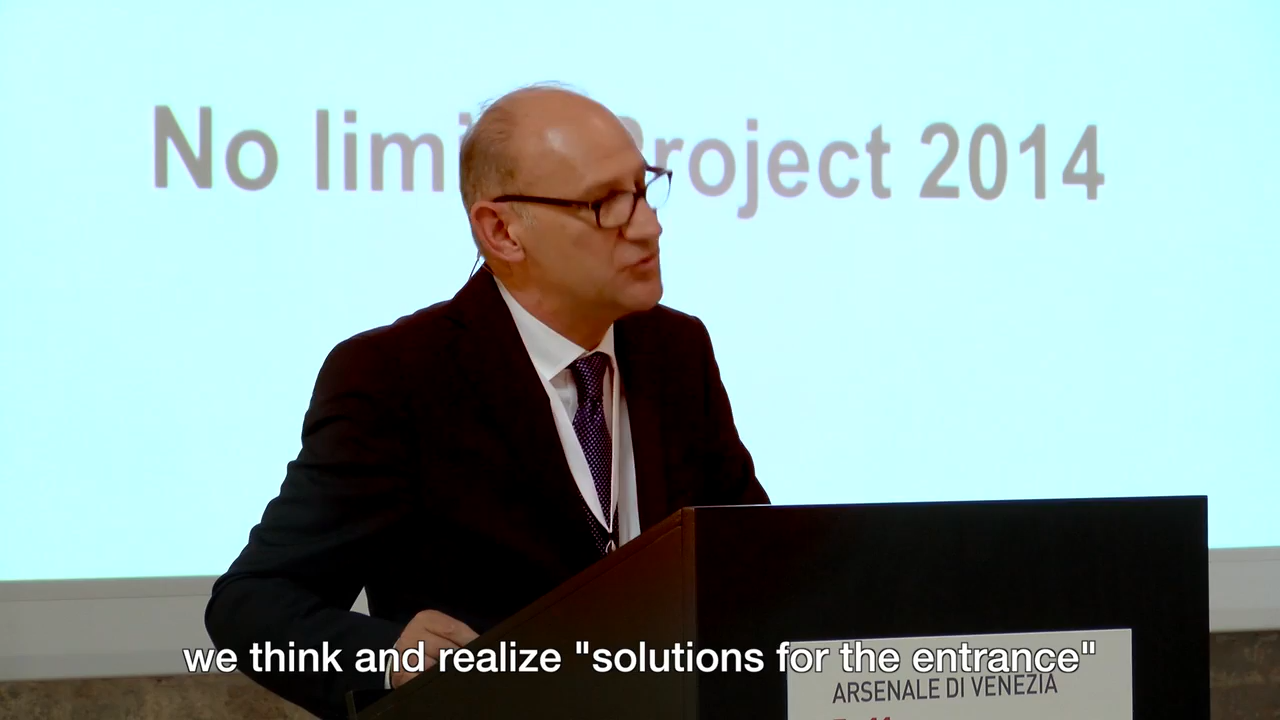 No limi Project 2014
we think and realize "solutions for the entrance"
ARSENALE DI VENEZIA